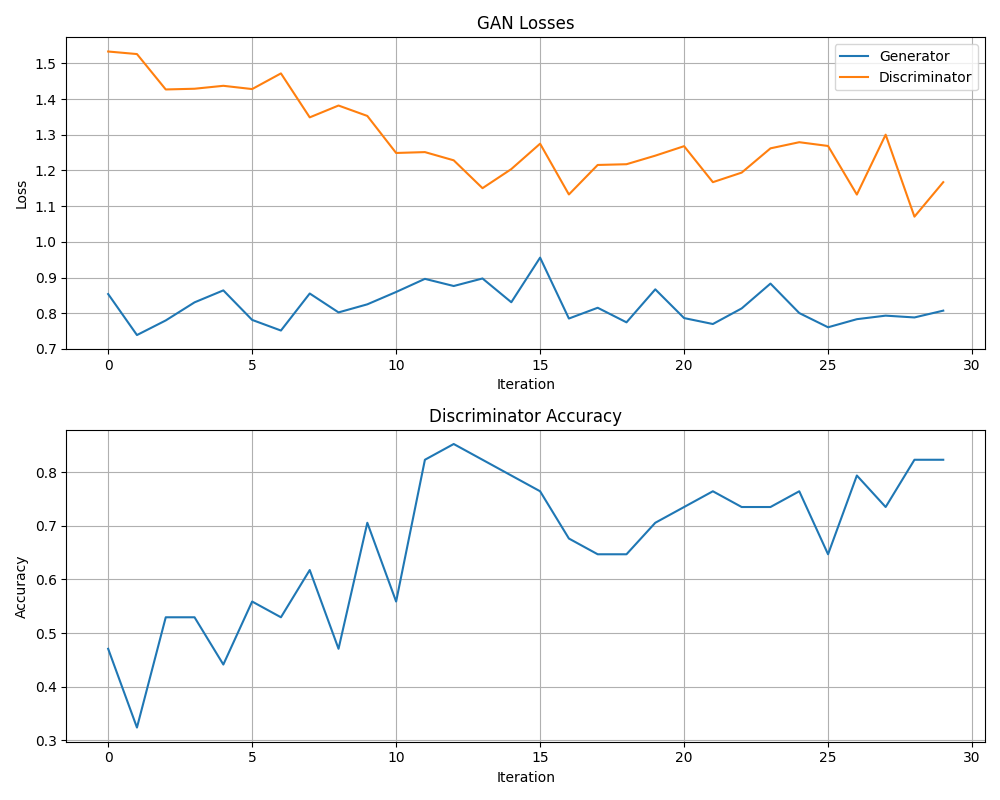 GAN Losses
Generator
Discriminator
1.5
1.4
1.3
1.2
1.1
1.0
0.9
0.8
0.7
Loss
0 5 10 15 20 25 30
Iteration
Discriminator Accuracy
0.8
0.7
0.6
0.5
0.4
0.3
Accuracy
0 5 10 15 20 25 30
Iteration